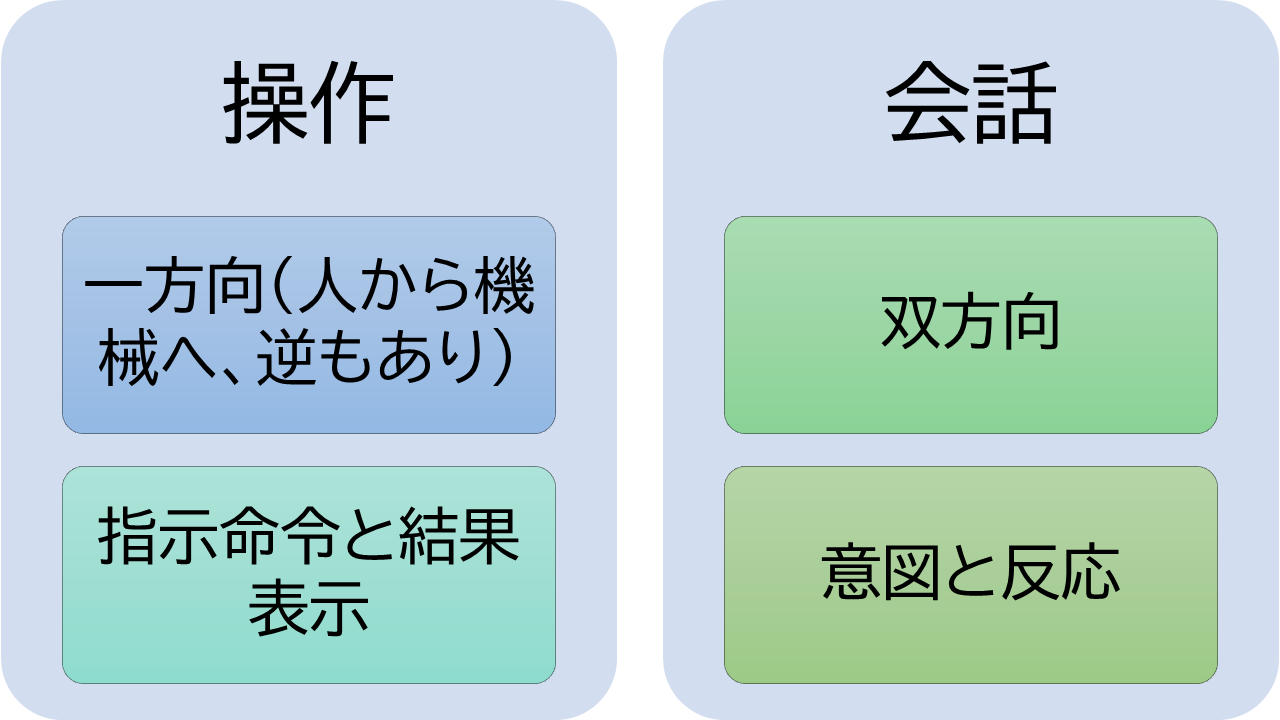 操作
一方向(人から機
械へ、逆もあり)
指示命令と結果
表示
会話
双方向
意図と反応